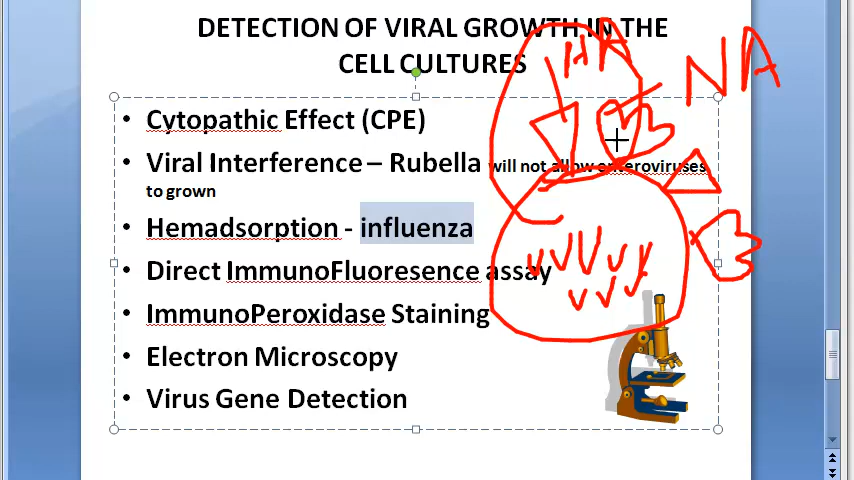 DETECTION OF VIRAL GROWTH IN THE
CELL CULTURES
HA
NA
• Cytopathic Effect (CPE)
• Viral Interference – Rubella will not allow enteroviruses
to grown
• Hemadsorption - influenza
• Direct ImmunoFluoresence assay
• ImmunoPeroxidase Staining
• Electron Microscopy
• Virus Gene Detection